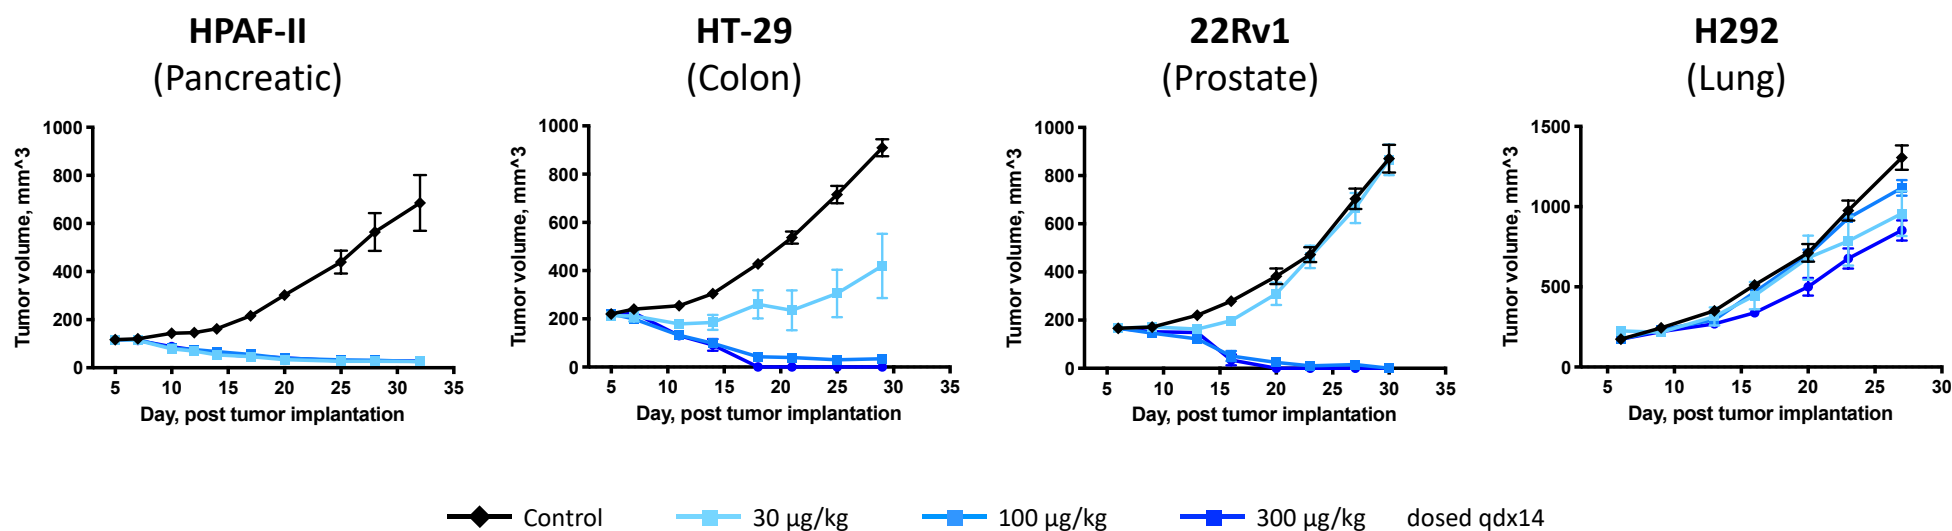 HPAF-II
(Pancreatic)
HT-29
(Colon)
22Rv1
(Prostate)
H292
(Lung)
Tumor volume, mm^3
1000
800
600
400
200
0
5 10 15 20 25 30 35
Day, post tumor implantation
Tumor volume, mm^3
1000
800
600
400
200
0
5 10 15 20 25 30 35
Day, post tumor implantation
Tumor volume, mm^3
1000
800
600
400
200
0
5 10 15 20 25 30 35
Day, post tumor implantation
Tumor volume, mm^3
1500
1000
500
0
5 10 15 20 25 30
Day, post tumor implantation
Control 30 µg/kg 100 µg/kg 300 µg/kg dosed qdx14